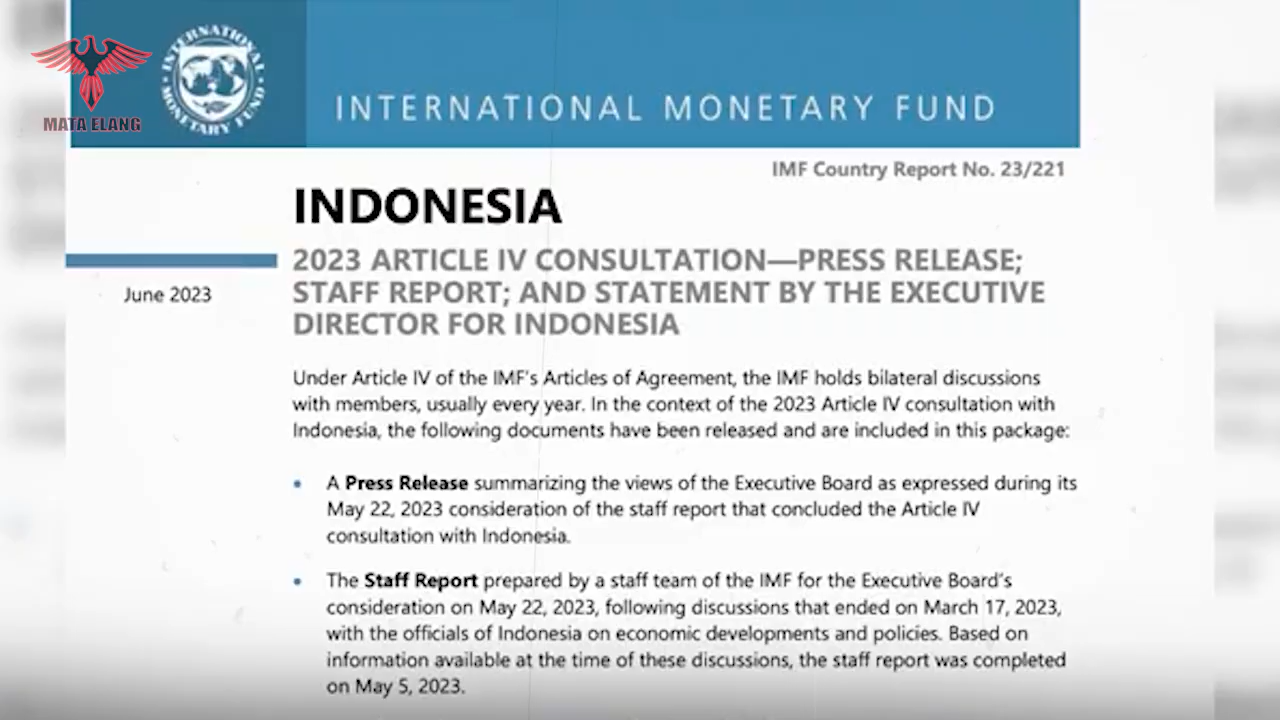 INTERNATIONAL MONETARY FUND
MATA ELANG
INTERNATIONAL MONETARY FUND
IMF Country Report No. 23/221
INDONESIA
2023 ARTICLE IV CONSULTATION—PRESS RELEASE;
STAFF REPORT; AND STATEMENT BY THE EXECUTIVE
DIRECTOR FOR INDONESIA
June 2023
Under Article IV of the IMF's Articles of Agreement, the IMF holds bilateral discussions
with members, usually every year. In the context of the 2023 Article IV consultation with
Indonesia, the following documents have been released and are included in this package:
• A Press Release summarizing the views of the Executive Board as expressed during its
May 22, 2023 consideration of the staff report that concluded the Article IV
consultation with Indonesia.
• The Staff Report prepared by a staff team of the IMF for the Executive Board's
consideration on May 22, 2023, following discussions that ended on March 17, 2023,
with the officials of Indonesia on economic developments and policies. Based on
information available at the time of these discussions, the staff report was completed
on May 5, 2023.